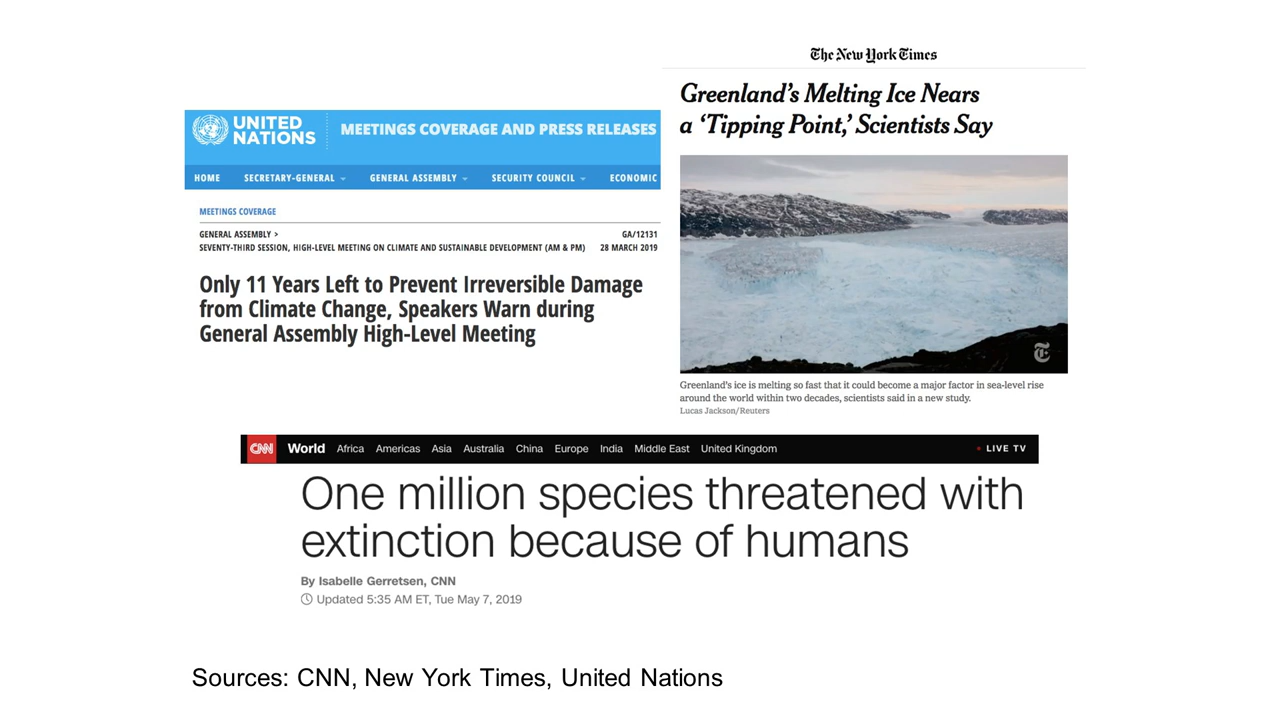 The New York Times
Greenland's Melting Ice Nears
a 'Tipping Point,' Scientists Say
UNITED
NATIONS
MEETINGS COVERAGE AND PRESS RELEASES
HOME SECRETARY-GENERAL GENERAL ASSEMBLY SECURITY COUNCIL ECONOMIC
MEETINGS COVERAGE
GENERAL ASSEMBLY > GA/12131
SEVENTY-THIRD SESSION, HIGH-LEVEL MEETING ON CLIMATE AND SUSTAINABLE DEVELOPMENT (AM & PM) 28 MARCH 2019
Only 11 Years Left to Prevent Irreversible Damage
from Climate Change, Speakers Warn during
General Assembly High-Level Meeting
T
Greenland's ice is melting so fast that it could become a major factor in sea-level rise
around the world within two decades, scientists said in a new study.
Lucas Jackson/Reuters
CNN World Africa Americas Asia Australia China Europe India Middle East United Kingdom LIVE TV
One million species threatened with
extinction because of humans
By Isabelle Gerretsen, CNN
Updated 5:35 AM ET, Tue May 7, 2019
Sources: CNN, New York Times, United Nations